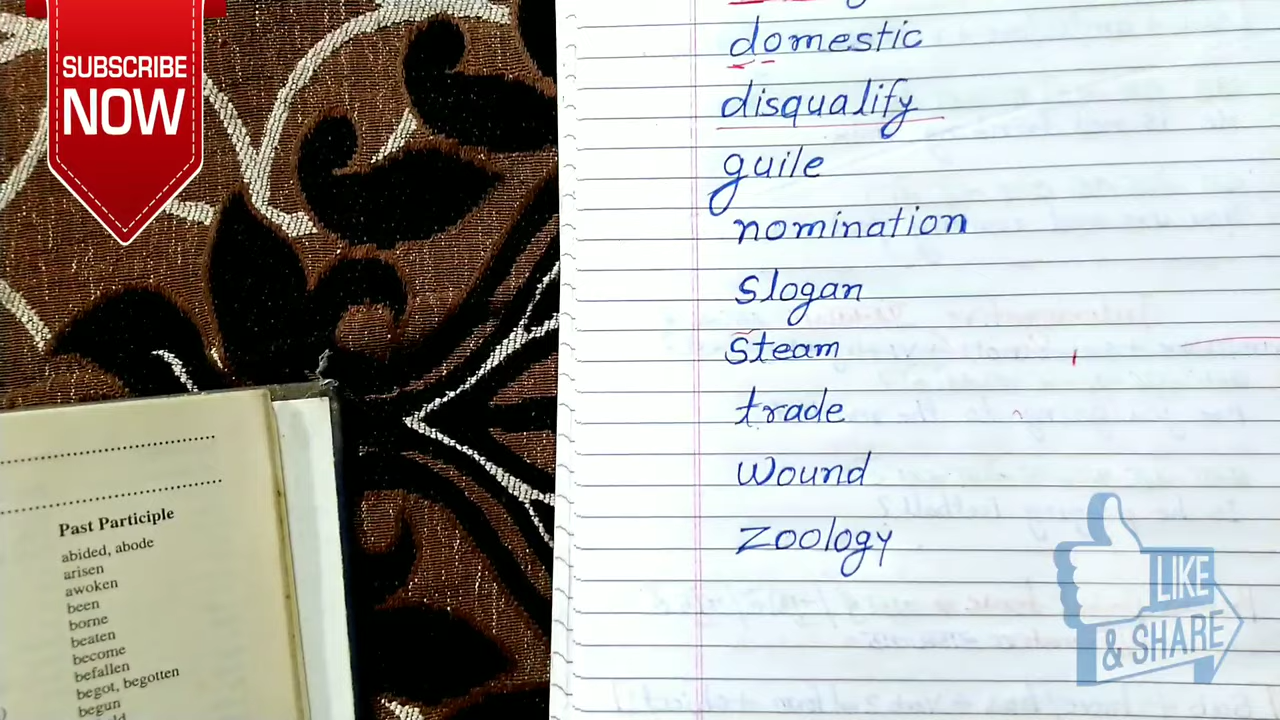 SUBSCRIBE
NOW
domestic
disqualify
guile
nomination
Slogan
Steam
trade
Wound
Zoology
Past Participle
abided, abode
arisen
awoken
been
borne
beaten
become
befallen
begot, begotten
begun
LIKE
& SHARE